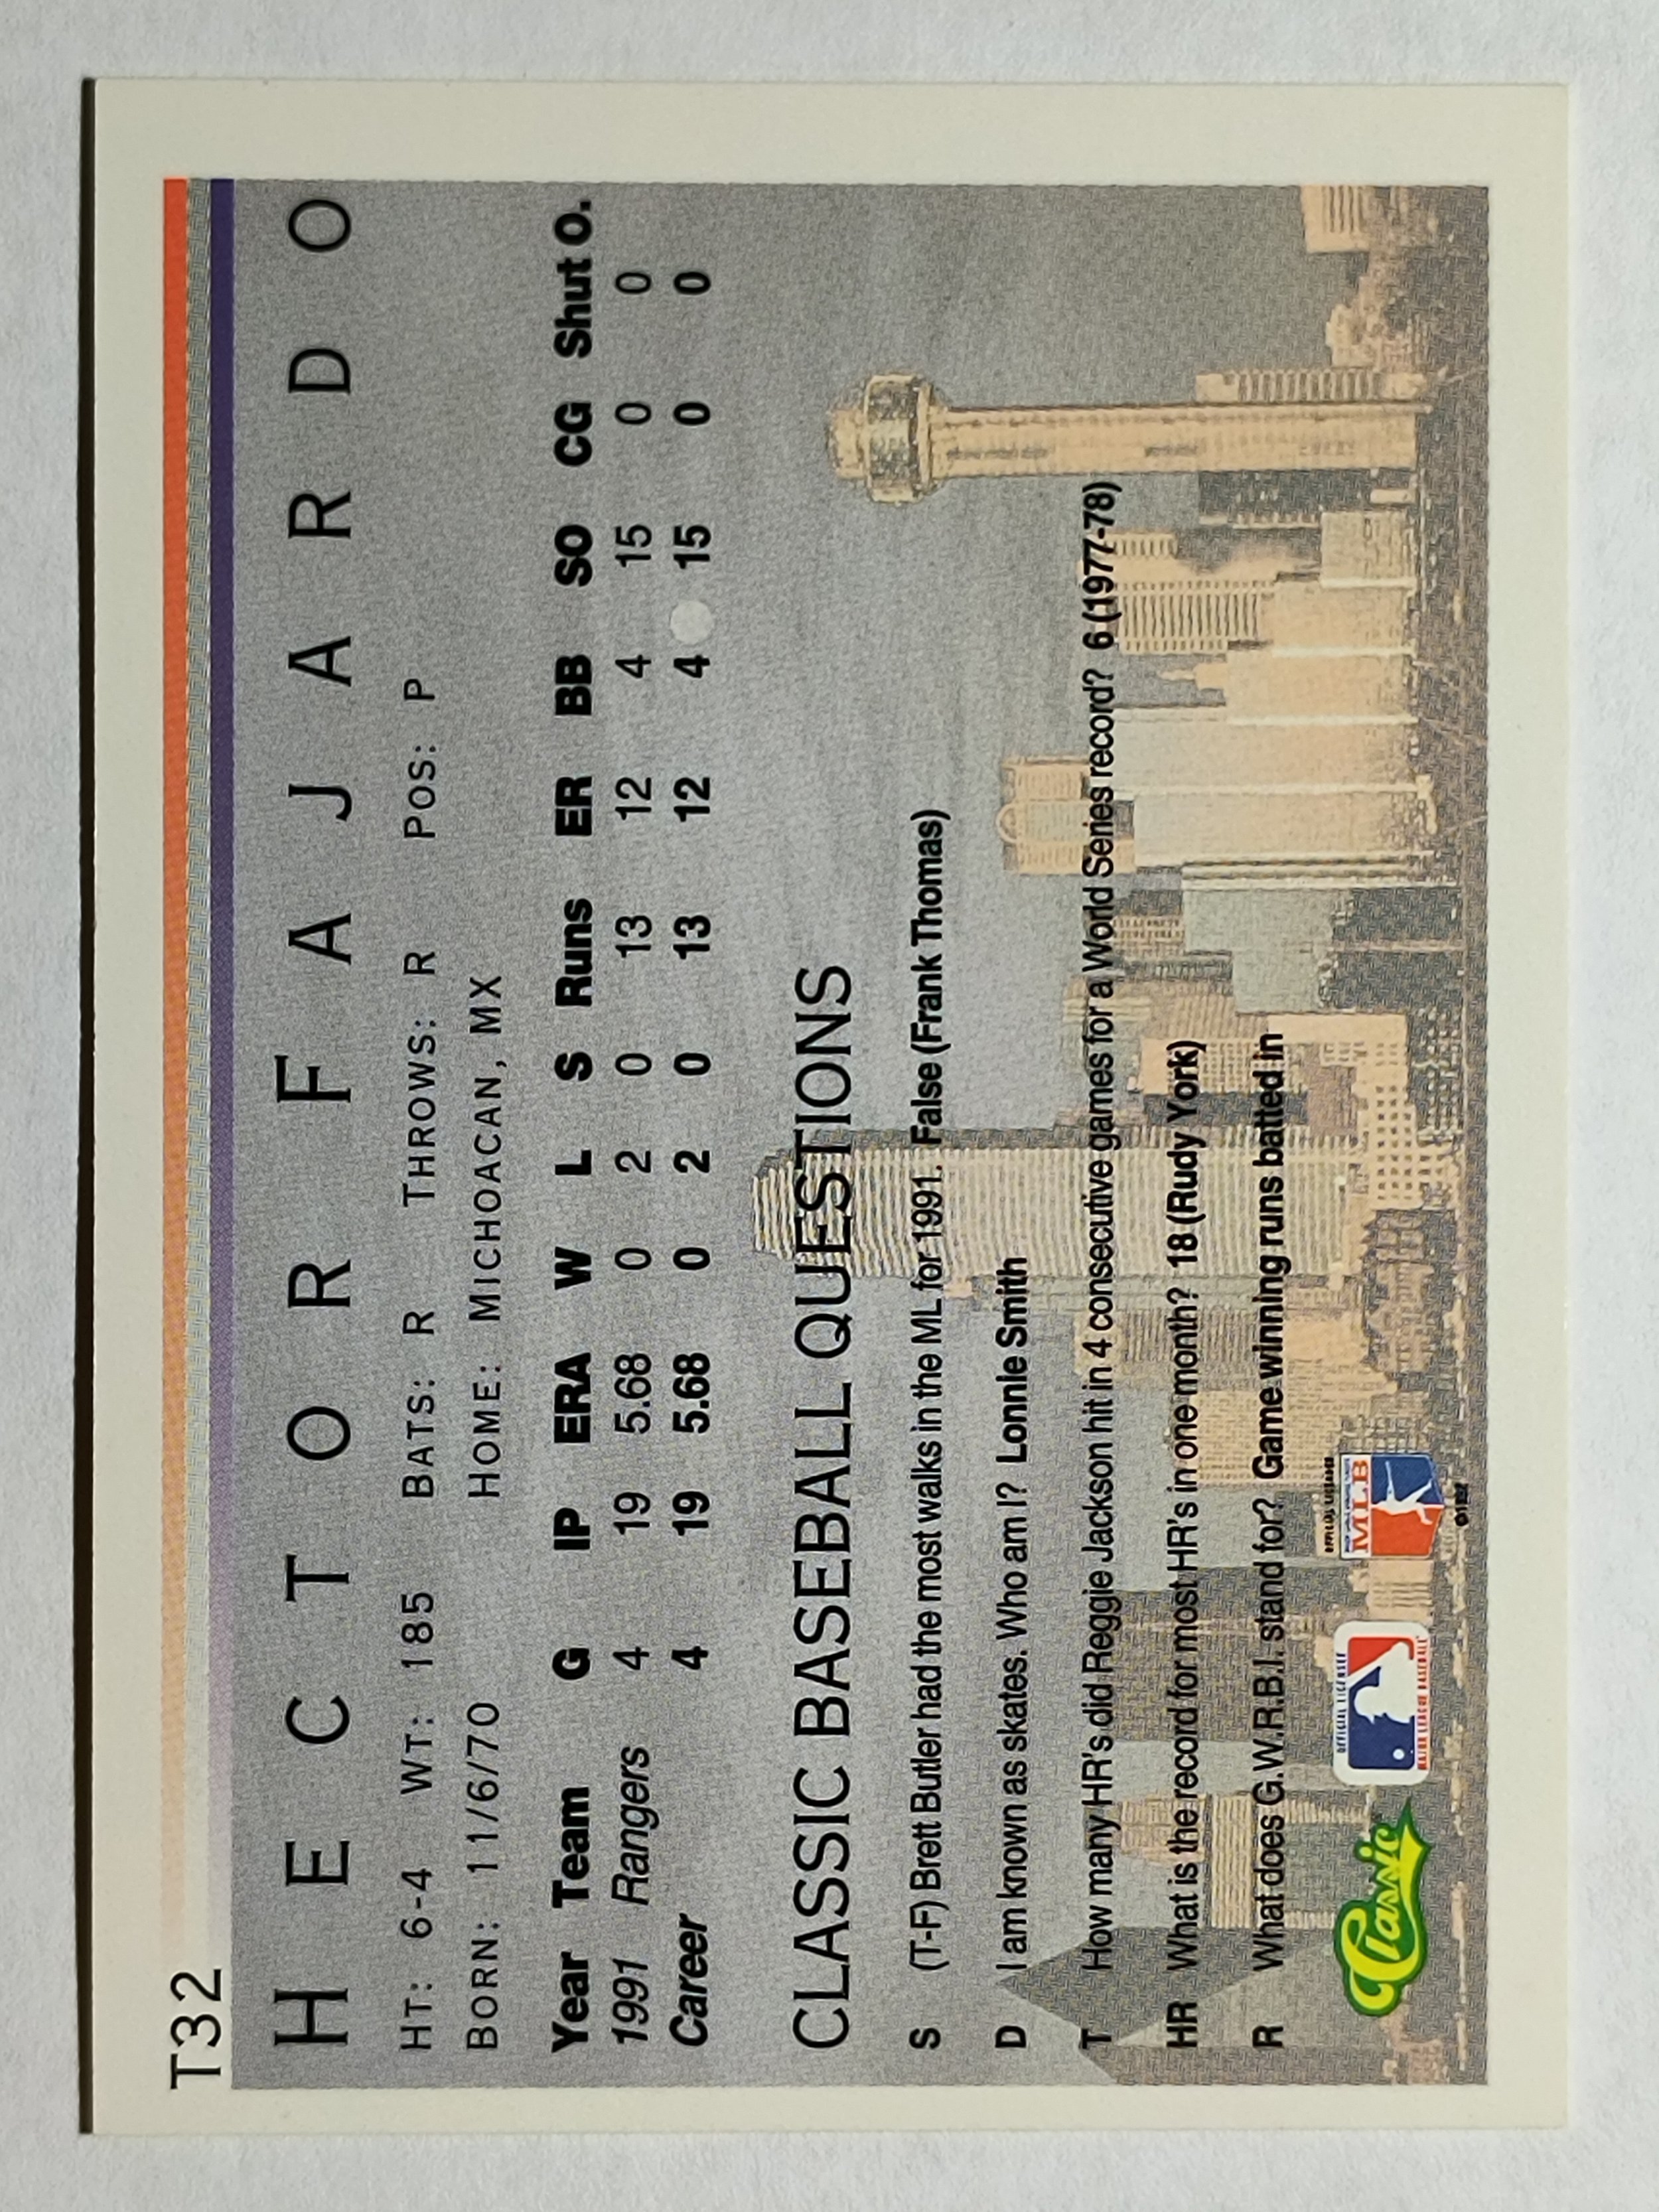 T32
HECTOR FAJARDO
HT: 6-4 WT: 185 BATS: R THROWS: R POS: P
BORN: 11/6/70 HOME: MICHOACAN, MX
Year Team G IP ERA W L S Runs ER BB SO CG Shut O.
1991 Rangers 4 19 5.68 0 2 0 13 12 4 15 0 0
Career 4 19 5.68 0 2 0 13 12 4 15 0 0
CLASSIC BASEBALL QUESTIONS
S (T-F) Brett Butler had the most walks in the ML for 1991. False (Frank Thomas)
D I am known as skates. Who am I? Lonnie Smith
T How many HR's did Reggie Jackson hit in 4 consecutive games for a World Series record? 6 (1977-78)
HR What is the record for most HR's in one month? 18 (Rudy York)
R What does G.W.R.B.I. stand for? Game winning runs batted in
Classic
OFFICIAL LICENSEE
MAJOR LEAGUE BASEBALL
MLB